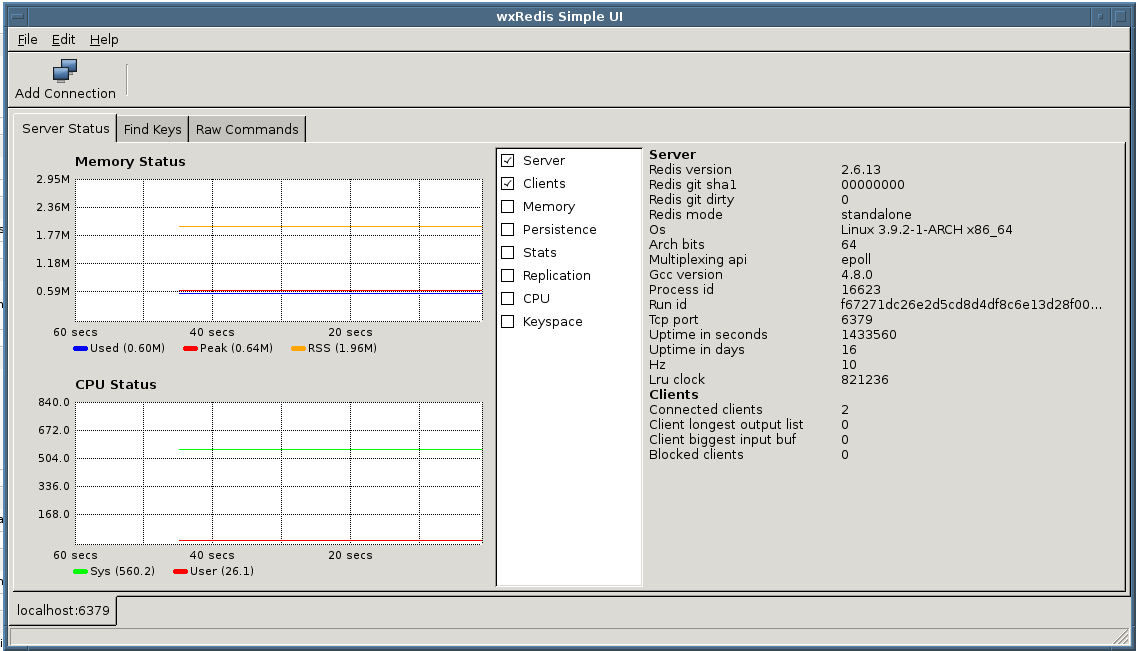 wxRedis Simple UI
File Edit Help
Add Connection
Server Status Find Keys Raw Commands
Memory Status
2.95M
2.36M
1.77M
1.18M
0.59M
60 secs 40 secs 20 secs
Used (0.60M) Peak (0.64M) RSS (1.96M)
CPU Status
840.0
672.0
504.0
336.0
168.0
60 secs 40 secs 20 secs
Sys (560.2) User (26.1)
Server
Clients
Memory
Persistence
Stats
Replication
CPU
Keyspace
Server
Redis version 2.6.13
Redis git sha1 00000000
Redis git dirty 0
Redis mode standalone
Os Linux 3.9.2-1-ARCH x86_64
Arch bits 64
Multiplexing api epoll
Gcc version 4.8.0
Process id 16623
Run id f67271dc26e2d5cd8d4df8c6e13d28f00...
Tcp port 6379
Uptime in seconds 1433560
Uptime in days 16
Hz 10
Lru clock 821236
Clients
Connected clients 2
Client longest output list 0
Client biggest input buf 0
Blocked clients 0
localhost:6379